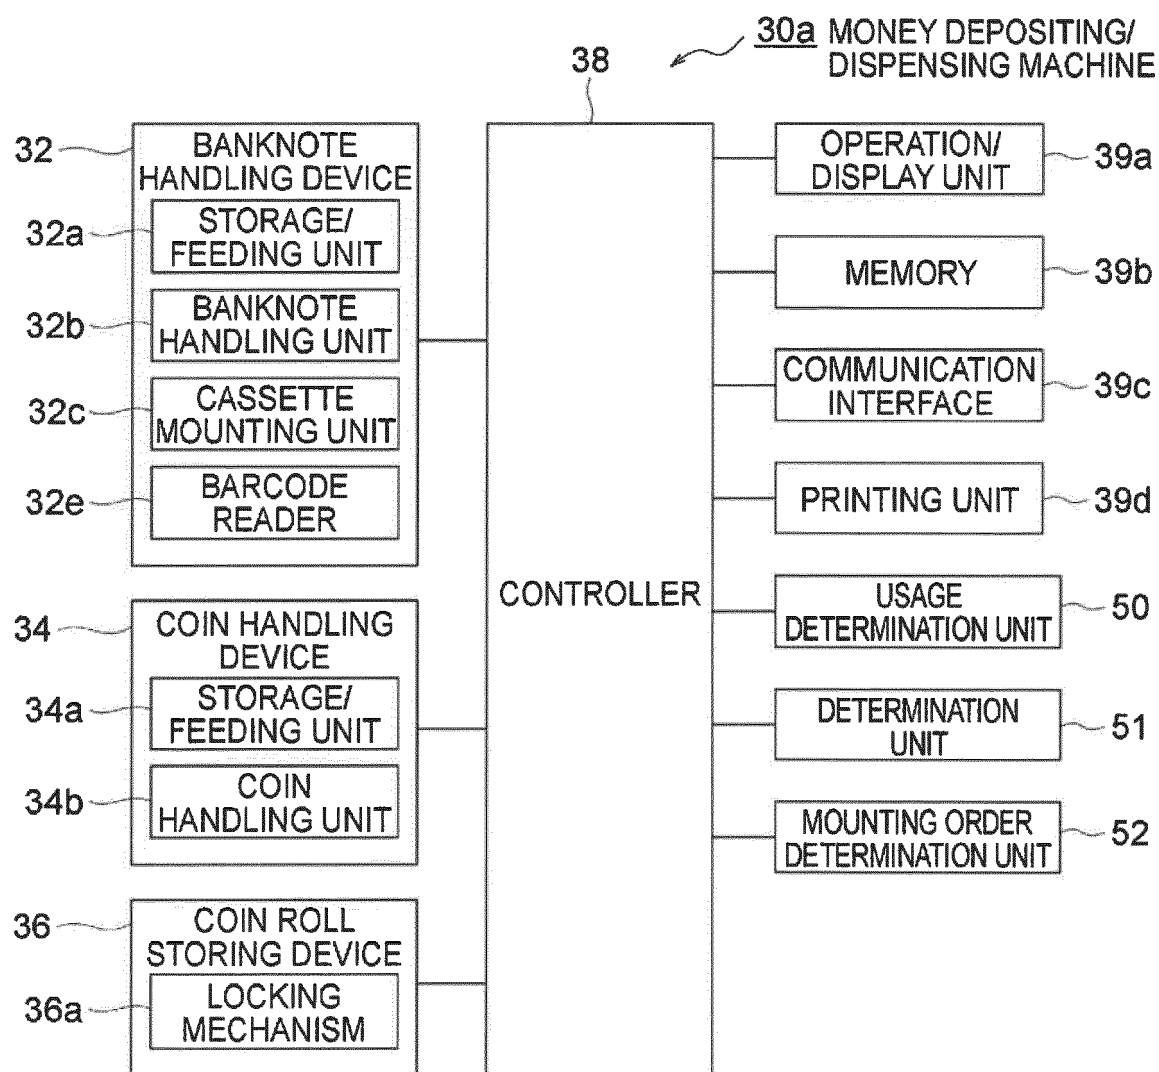 30a MONEY DEPOSITING/
DISPENSING MACHINE
38
32
BANKNOTE
HANDLING DEVICE
32a
STORAGE/
FEEDING UNIT
32b
BANKNOTE
HANDLING UNIT
32c
CASSETTE
MOUNTING UNIT
32e
BARCODE
READER
34
COIN HANDLING
DEVICE
34a
STORAGE/
FEEDING UNIT
34b
COIN
HANDLING UNIT
36
COIN ROLL
STORING DEVICE
36a
LOCKING
MECHANISM
CONTROLLER
OPERATION/
DISPLAY UNIT
39a
MEMORY
39b
COMMUNICATION
INTERFACE
39c
PRINTING UNIT
39d
USAGE
DETERMINATION UNIT
50
DETERMINATION
UNIT
51
MOUNTING ORDER
DETERMINATION UNIT
52